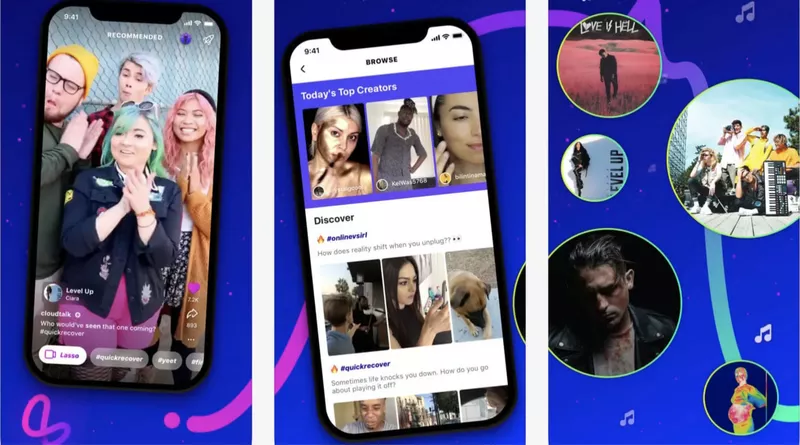 9:41
RECOMMENDED
Level Up
Ciara
7.2K
cloudtalk
893
Who would've seen that one coming?
#quickrecover
Lasso
#quickrecover
#yeet
9:41
BROWSE
Today's Top Creators
KelWas5768
biliminama
Discover
🔥 #onlinevsirl
How does reality shift when you unplug?? 👀
🔥 #quickrecover
Sometimes life knocks you down. How do you go
about playing it off?
LOVE IS HELL
LEVEL UP